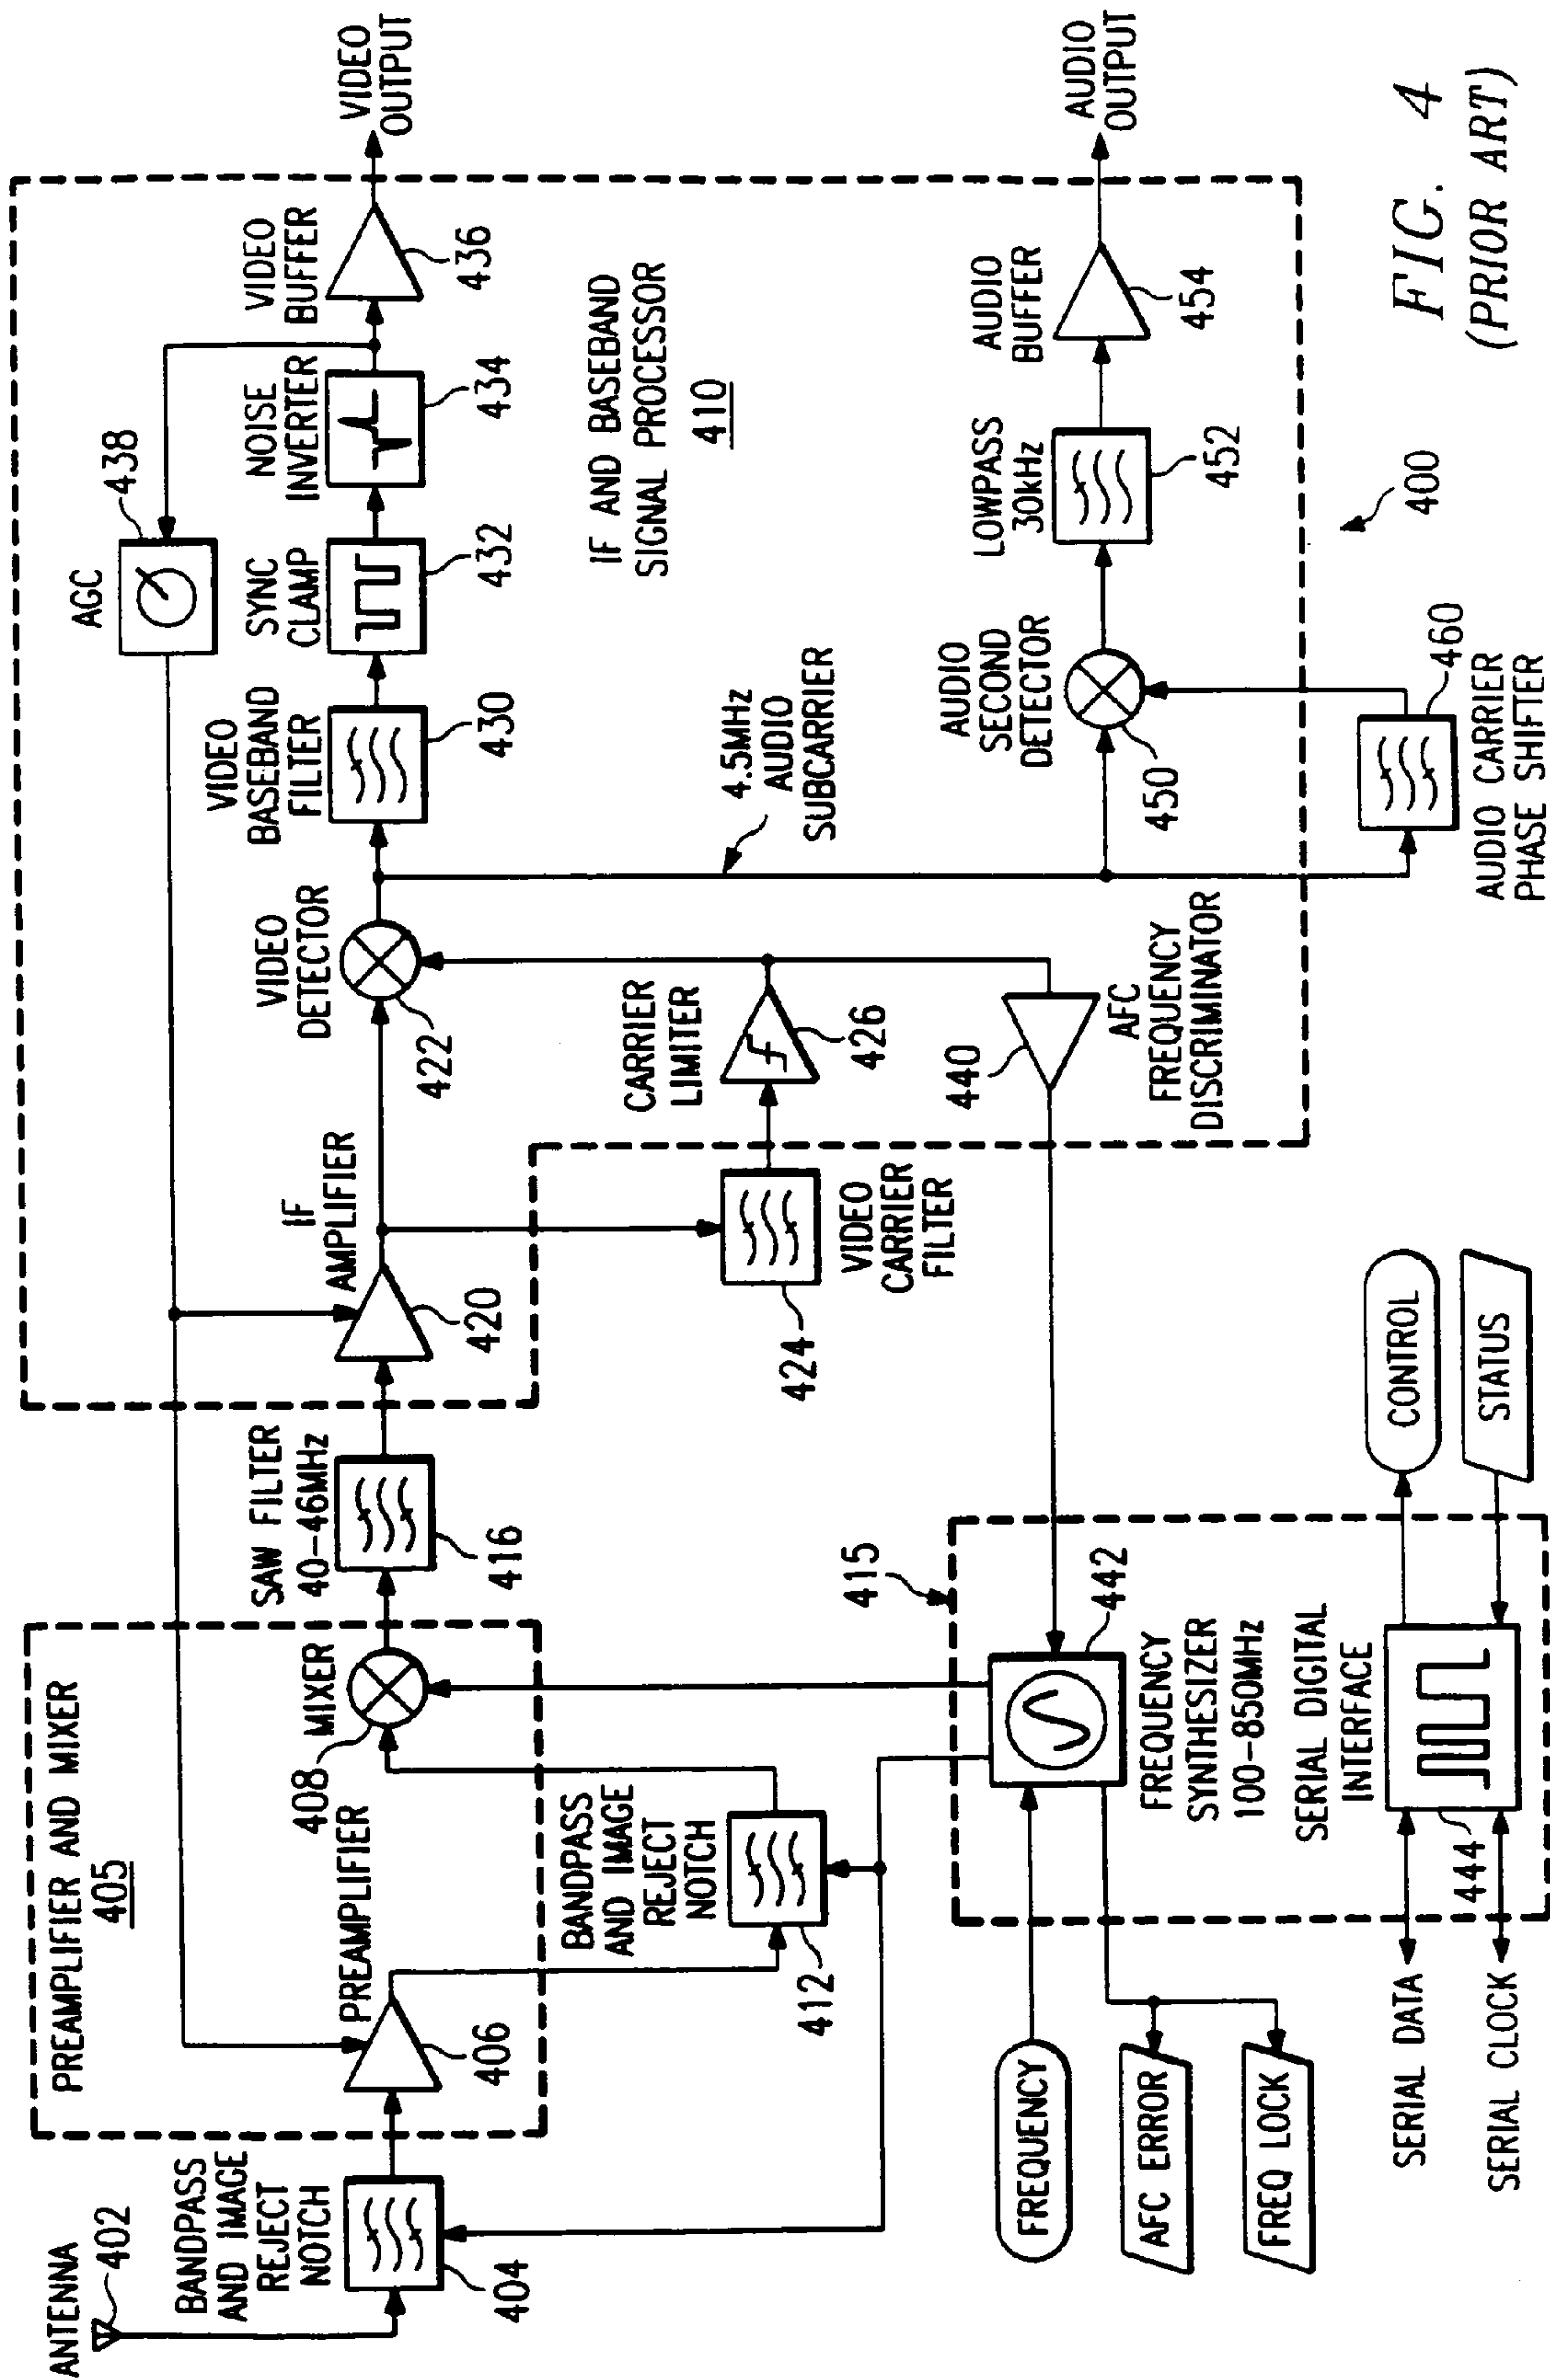 ANTENNA
402
BANDPASS
AND IMAGE
REJECT
NOTCH
404
PREAMPLIFIER AND MIXER
405
PREAMPLIFIER
406
MIXER
408
BANDPASS
AND IMAGE
REJECT
NOTCH
412
SAW FILTER
40-46MHz
416
IF
AMPLIFIER
420
VIDEO
DETECTOR
422
VIDEO
CARRIER
FILTER
424
CARRIER
LIMITER
426
VIDEO
BASEBAND
FILTER
430
SYNC
CLAMP
432
NOISE
INVERTER
434
VIDEO
BUFFER
436
VIDEO
OUTPUT
AGC
438
IF AND BASEBAND
SIGNAL PROCESSOR
410
4.5MHz
AUDIO
SUBCARRIER
440
AFC
FREQUENCY
DISCRIMINATOR
AUDIO
SECOND
DETECTOR
450
LOWPASS
30kHz
452
AUDIO
BUFFER
454
AUDIO
OUTPUT
460
AUDIO CARRIER
PHASE SHIFTER
415
442
FREQUENCY
SYNTHESIZER
100-850MHz
SERIAL DIGITAL
INTERFACE
444
FREQUENCY
AFC ERROR
FREQ LOCK
SERIAL DATA
SERIAL CLOCK
CONTROL
STATUS
400
FIG. 4
(PRIOR ART)